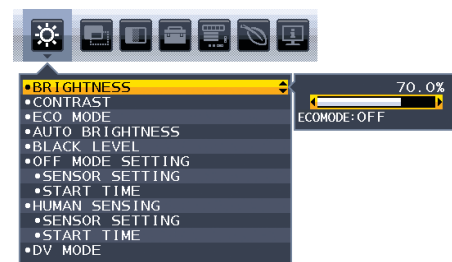 •BRIGHTNESS
70.0%
ECOMODE:OFF
•CONTRAST
•ECO MODE
•AUTO BRIGHTNESS
•BLACK LEVEL
•OFF MODE SETTING
•SENSOR SETTING
•START TIME
•HUMAN SENSING
•SENSOR SETTING
•START TIME
•DV MODE